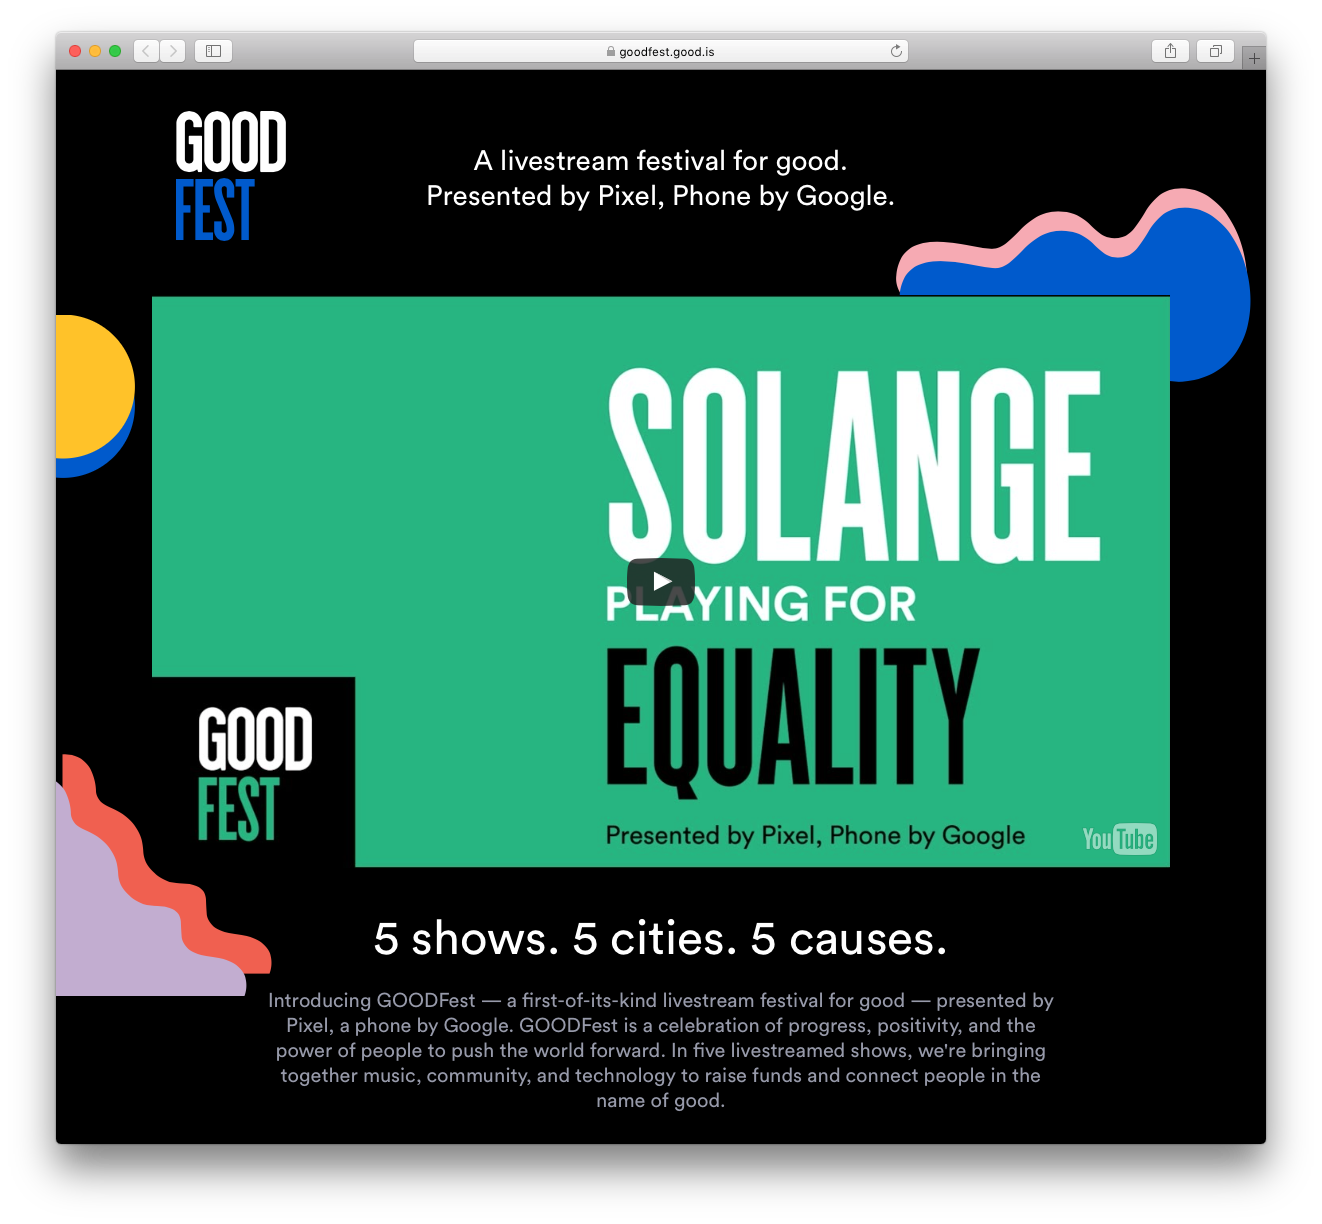 goodfest.good.is
GOOD
FEST
A livestream festival for good.
Presented by Pixel, Phone by Google.
SOLANGE
PLAYING FOR
EQUALITY
GOOD
FEST
Presented by Pixel, Phone by Google
YouTube
5 shows. 5 cities. 5 causes.
Introducing GOODFest — a first-of-its-kind livestream festival for good — presented by
Pixel, a phone by Google. GOODFest is a celebration of progress, positivity, and the
power of people to push the world forward. In five livestreamed shows, we're bringing
together music, community, and technology to raise funds and connect people in the
name of good.